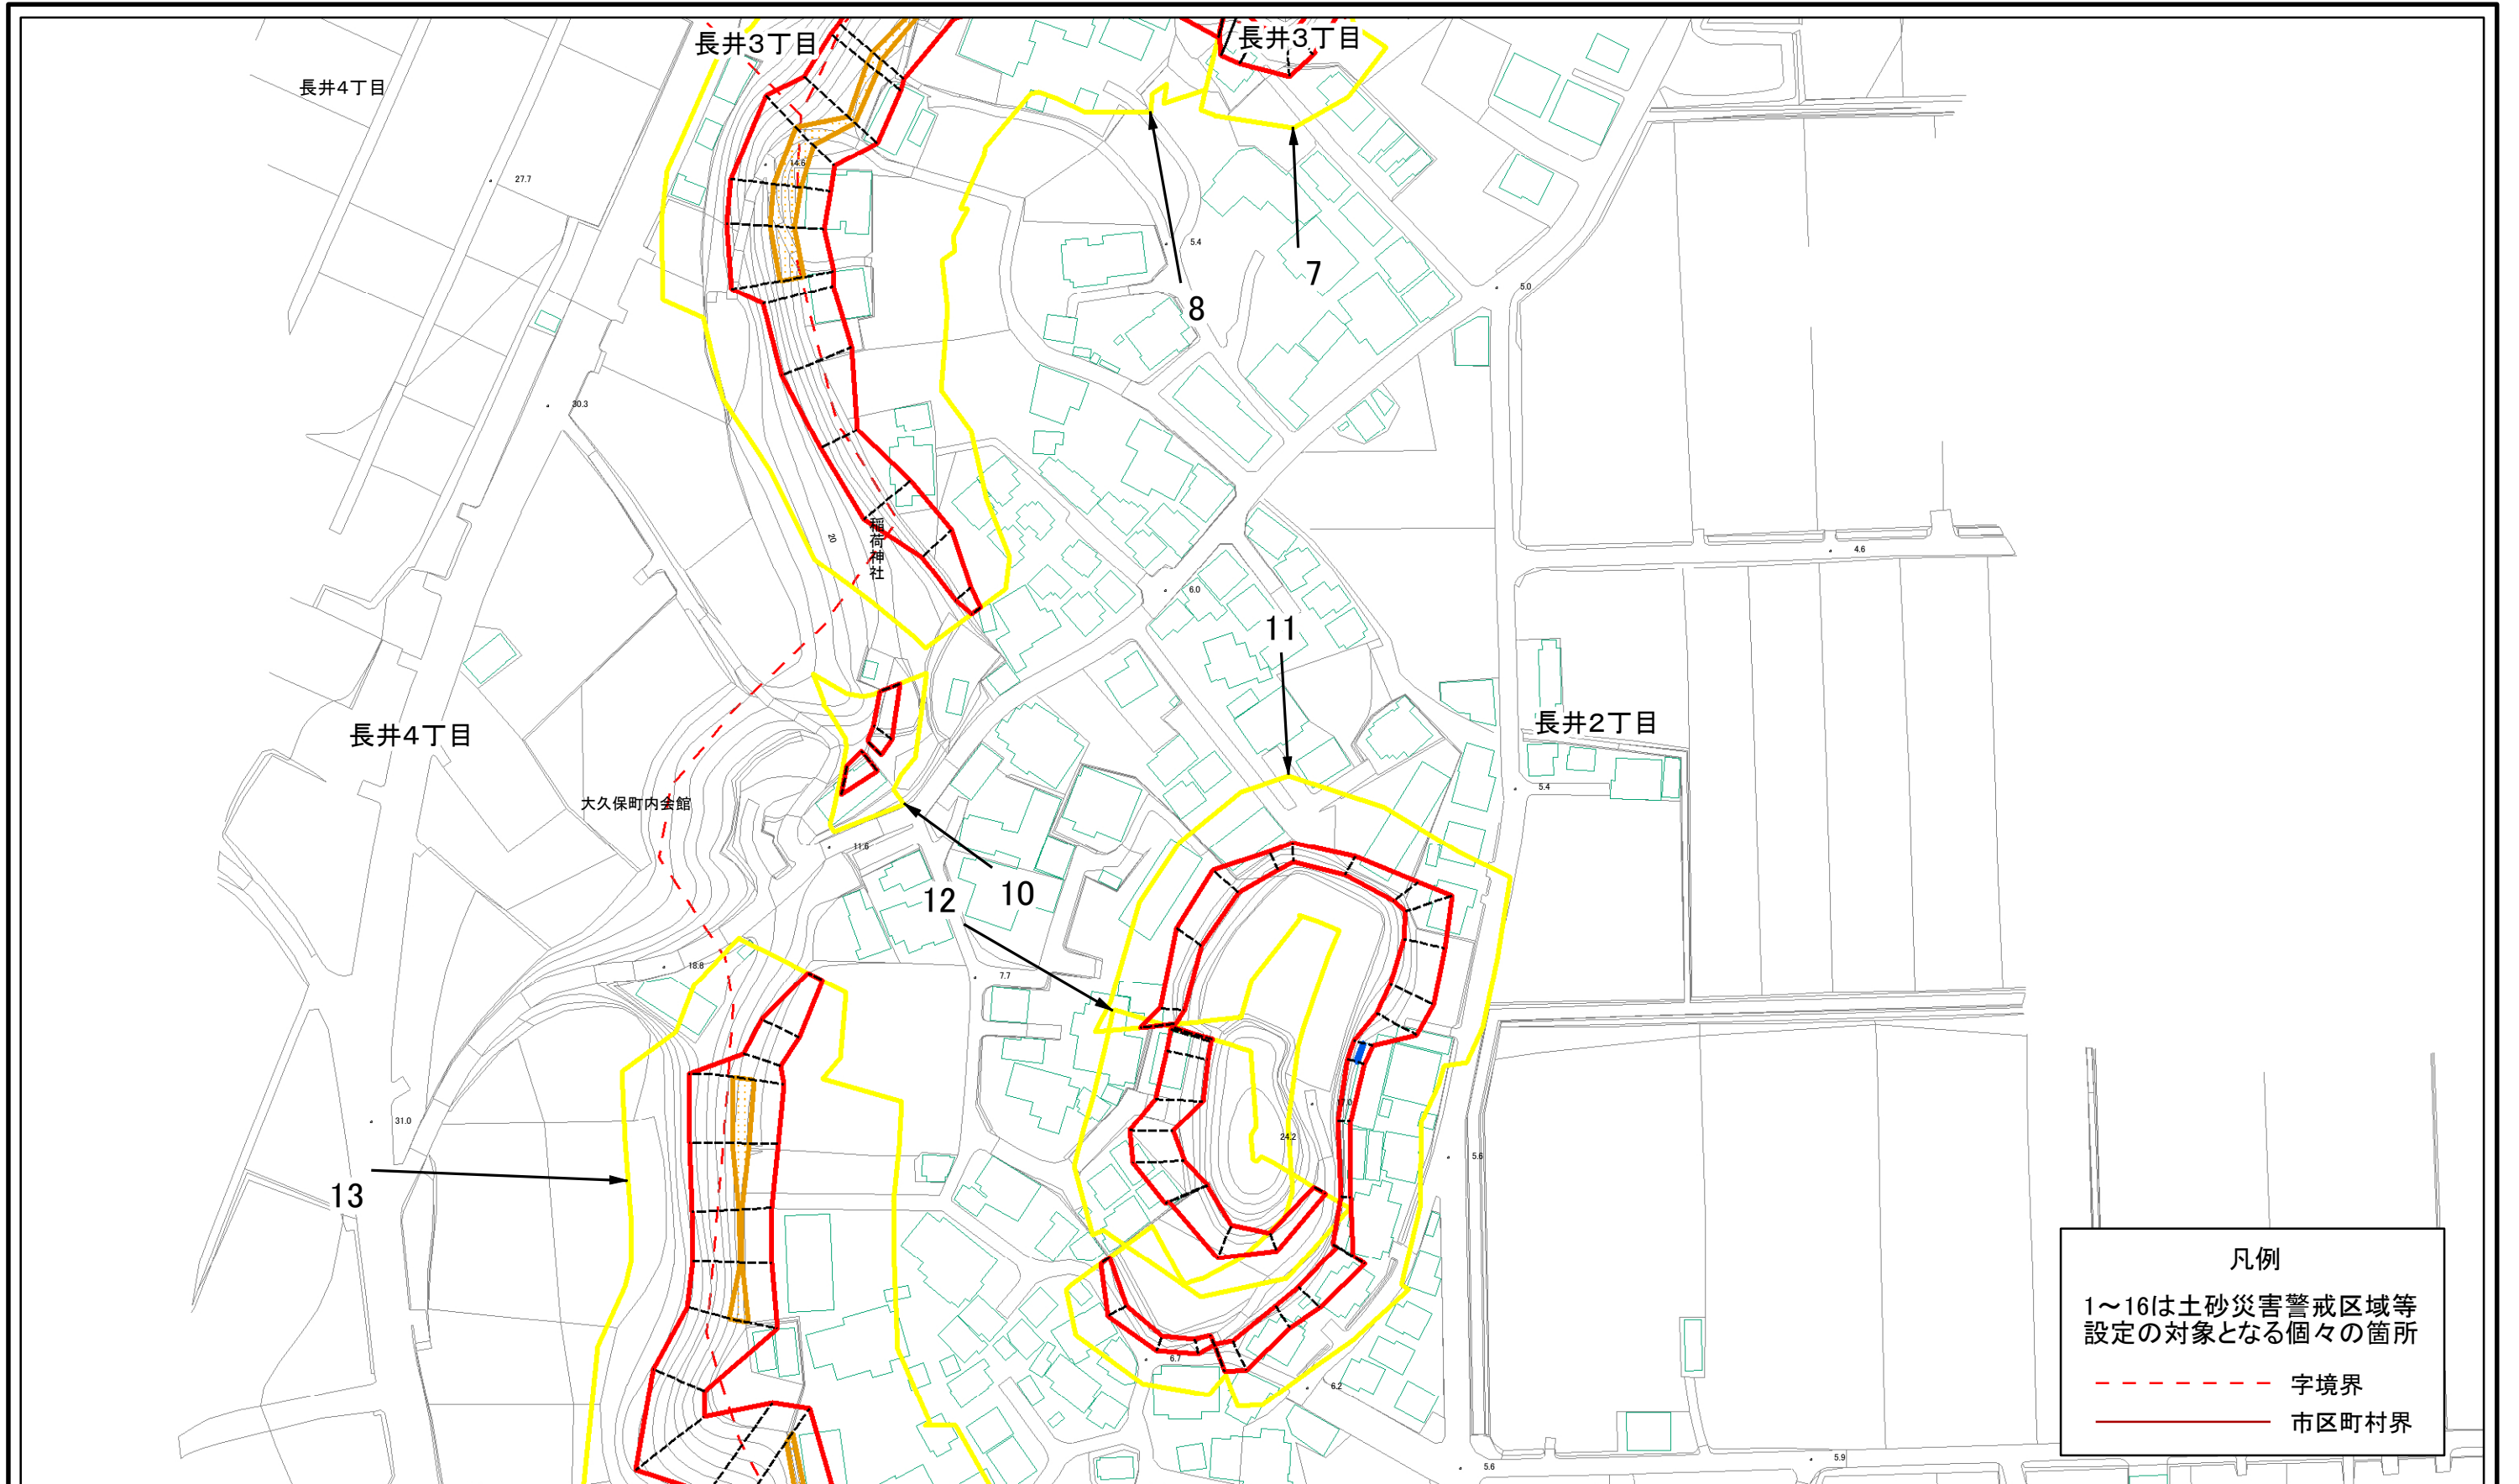 長井3丁目
長井3丁目
長井4丁目
14.6
27.7
5.4
7
5.0
8
30.3
稲荷神社
20
4.6
6.0
11
長井2丁目
長井4丁目
5.4
大久保町内会館
11.6
10
12
18.8
7.7
17.0
31.0
24.2
5.6
13
6.7
6.2
5.6
5.9
凡例
1～16は土砂災害警戒区域等
設定の対象となる個々の箇所
字境界
市区町村界